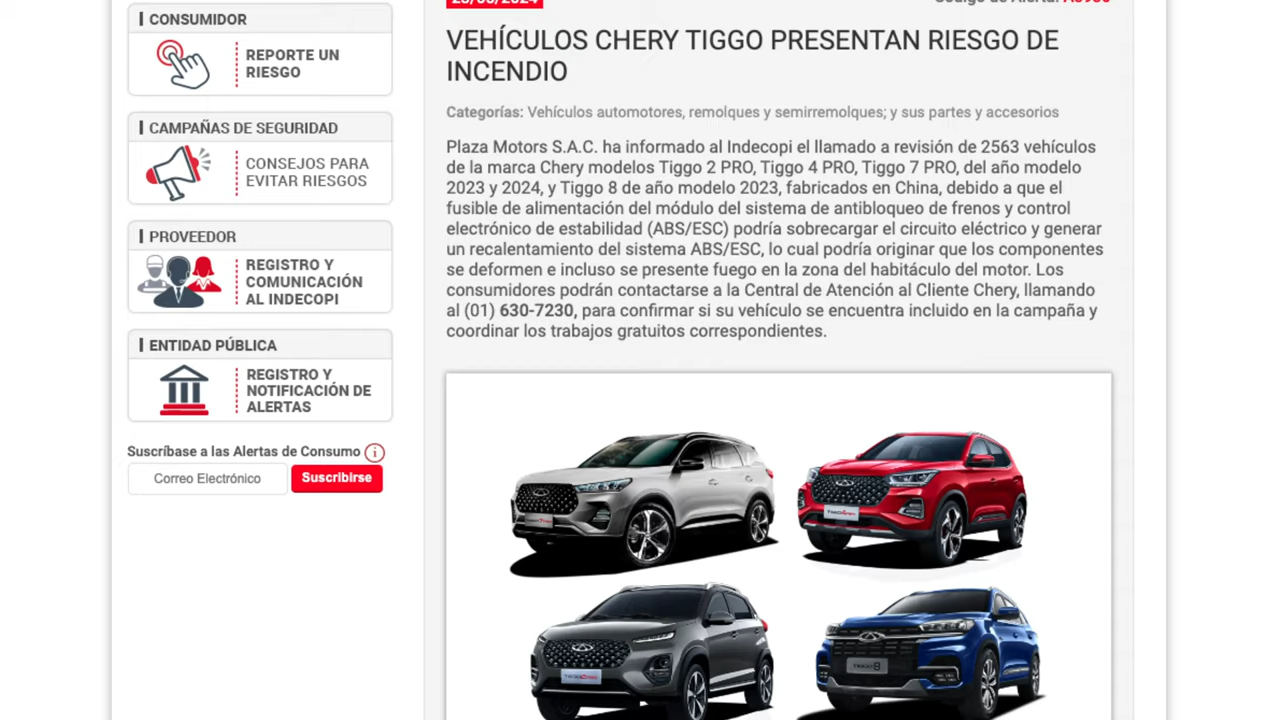 CONSUMIDOR
REPORTE UN
RIESGO
CAMPAÑAS DE SEGURIDAD
CONSEJOS PARA
EVITAR RIESGOS
PROVEEDOR
REGISTRO Y
COMUNICACIÓN
AL INDECOPI
ENTIDAD PÚBLICA
REGISTRO Y
NOTIFICACIÓN DE
ALERTAS
Suscríbase a las Alertas de Consumo i
Correo Electrónico Suscribirse
VEHÍCULOS CHERY TIGGO PRESENTAN RIESGO DE
INCENDIO
Categorías: Vehículos automotores, remolques y semirremolques; y sus partes y accesorios
Plaza Motors S.A.C. ha informado al Indecopi el llamado a revisión de 2563 vehículos
de la marca Chery modelos Tiggo 2 PRO, Tiggo 4 PRO, Tiggo 7 PRO, del año modelo
2023 y 2024, y Tiggo 8 de año modelo 2023, fabricados en China, debido a que el
fusible de alimentación del módulo del sistema de antibloqueo de frenos y control
electrónico de estabilidad (ABS/ESC) podría sobrecargar el circuito eléctrico y generar
un recalentamiento del sistema ABS/ESC, lo cual podría originar que los componentes
se deformen e incluso se presente fuego en la zona del habitáculo del motor. Los
consumidores podrán contactarse a la Central de Atención al Cliente Chery, llamando
al (01) 630-7230, para confirmar si su vehículo se encuentra incluido en la campaña y
coordinar los trabajos gratuitos correspondientes.
TIGGO 8